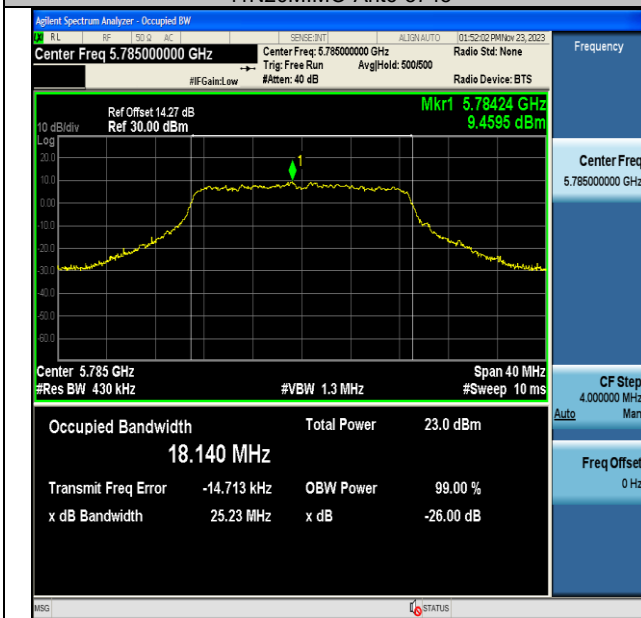 Agilent Spectrum Analyzer - Occupied BW
RL RF 50 Ω AC SENSE:INT ALIGN AUTO 01:52:02 PM Nov 23, 2023
Center Freq 5.785000000 GHz
Center Freq: 5.785000000 GHz Radio Std: None
Trig: Free Run Avg|Hold: 500/500
#IFGain:Low #Atten: 40 dB Radio Device: BTS
Ref Offset 14.27 dB
10 dB/div Ref 30.00 dBm
Mkr1 5.78424 GHz
9.4595 dBm
Log
20.0
10.0
0.00
-10.0
-20.0
-30.0
-40.0
-50.0
-60.0
1
Center 5.785 GHz Span 40 MHz
#Res BW 430 kHz #VBW 1.3 MHz #Sweep 10 ms
Occupied Bandwidth Total Power 23.0 dBm
18.140 MHz
Transmit Freq Error -14.713 kHz OBW Power 99.00 %
x dB Bandwidth 25.23 MHz x dB -26.00 dB
MSG STATUS
Frequency
Center Freq
5.785000000 GHz
CF Step
4.000000 MHz
Auto Man
Freq Offset
0 Hz